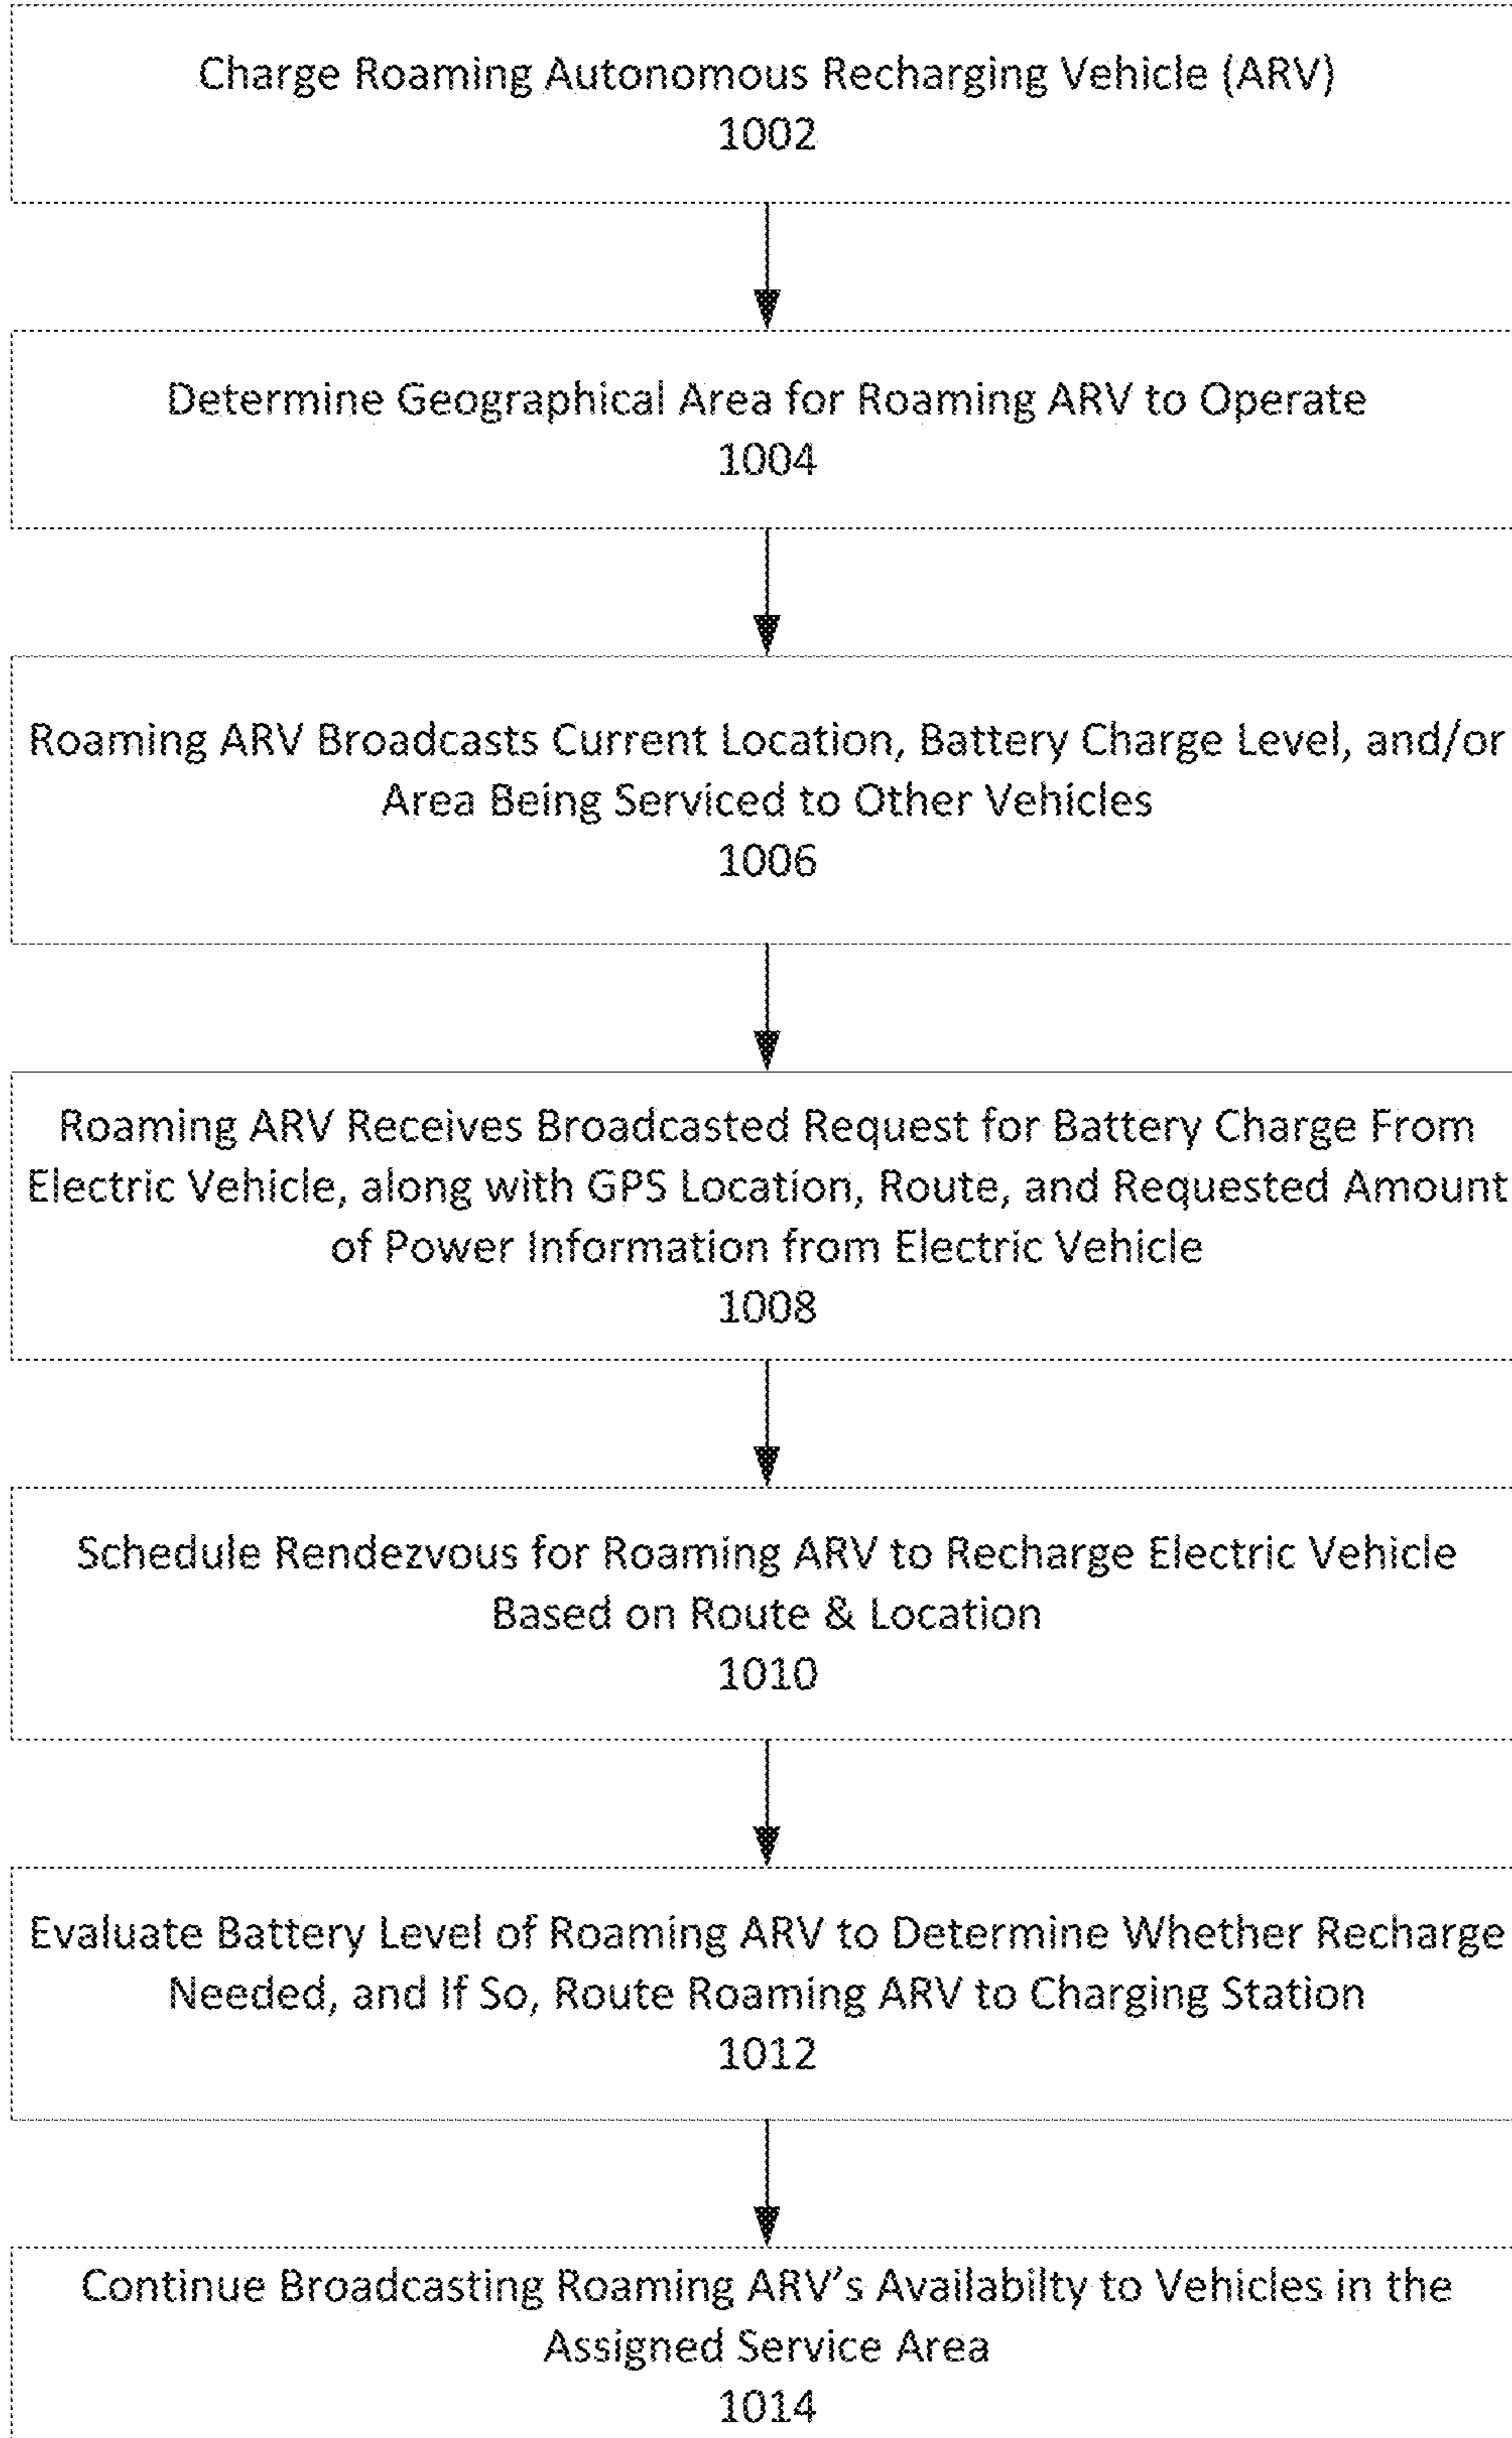 Charge Roaming Autonomous Recharging Vehicle (ARV)
1002
Determine Geographical Area for Roaming ARV to Operate
1004
Roaming ARV Broadcasts Current Location, Battery Charge Level, and/or
Area Being Serviced to Other Vehicles
1006
Roaming ARV Receives Broadcasted Request for Battery Charge From
Electric Vehicle, along with GPS Location, Route, and Requested Amount
of Power Information from Electric Vehicle
1008
Schedule Rendezvous for Roaming ARV to Recharge Electric Vehicle
Based on Route & Location
1010
Evaluate Battery Level of Roaming ARV to Determine Whether Recharge
Needed, and If So, Route Roaming ARV to Charging Station
1012
Continue Broadcasting Roaming ARV's Availabilty to Vehicles in the
Assigned Service Area
1014